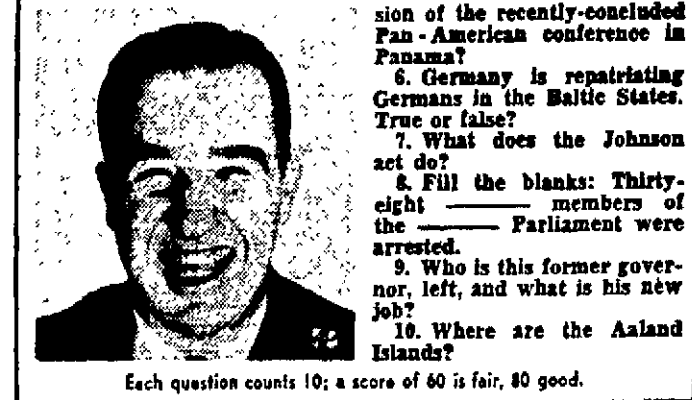 sion of the recently-concluded
Pan - American conference in
Panama?
6. Germany is repatriating
Germans in the Baltic States.
True or false?
7. What does the Johnson
act do?
8. Fill the blanks: Thirty-
eight ——— members of
the ——— Parliament were
arrested.
9. Who is this former gover-
nor, left, and what is his new
job?
10. Where are the Aaland
Islands?
Each question counts 10; a score of 60 is fair, 80 good.